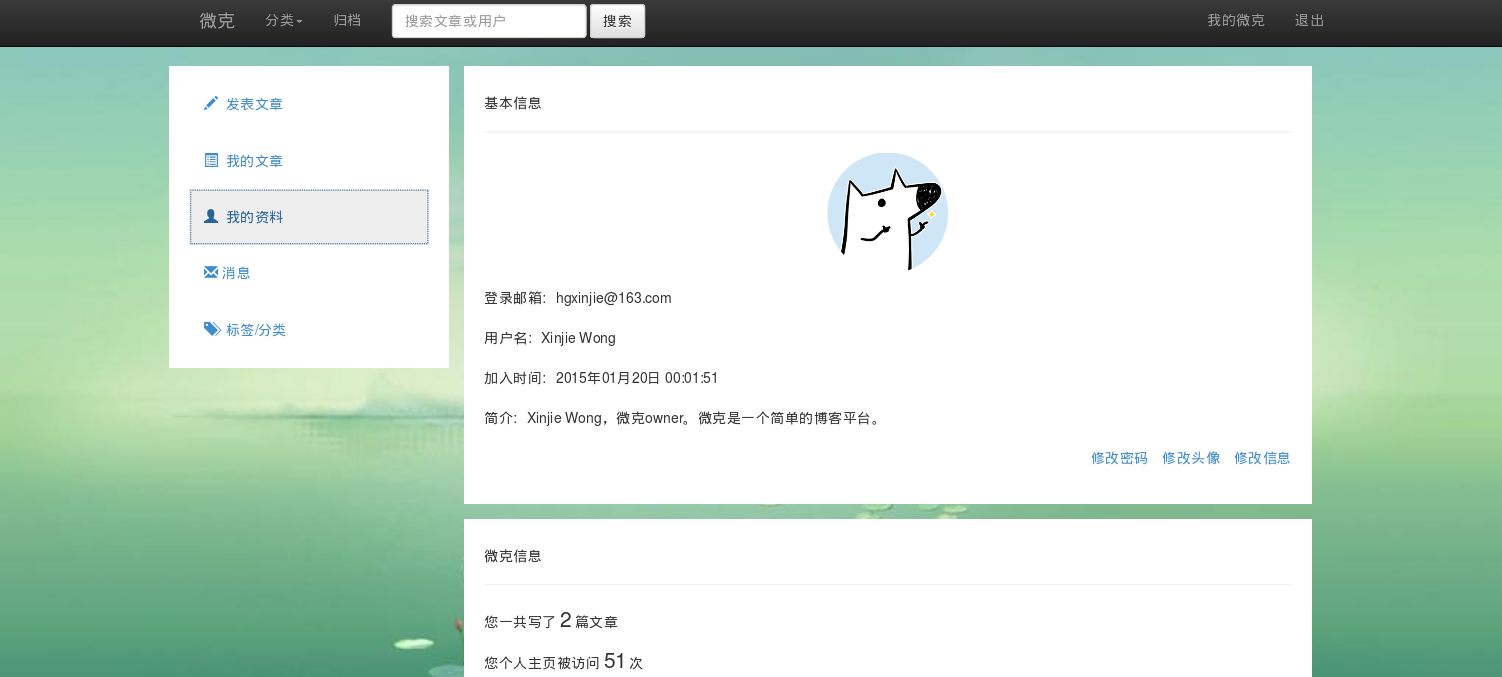 微克 分类 归档 搜索文章或用户 搜索 我的微克 退出
发表文章
我的文章
我的资料
消息
标签/分类
基本信息
登录邮箱：hgxinjie@163.com
用户名：Xinjie Wong
加入时间：2015年01月20日 00:01:51
简介：Xinjie Wong，微克owner。微克是一个简单的博客平台。
修改密码 修改头像 修改信息
微克信息
您一共写了 2 篇文章
您个人主页被访问 51 次